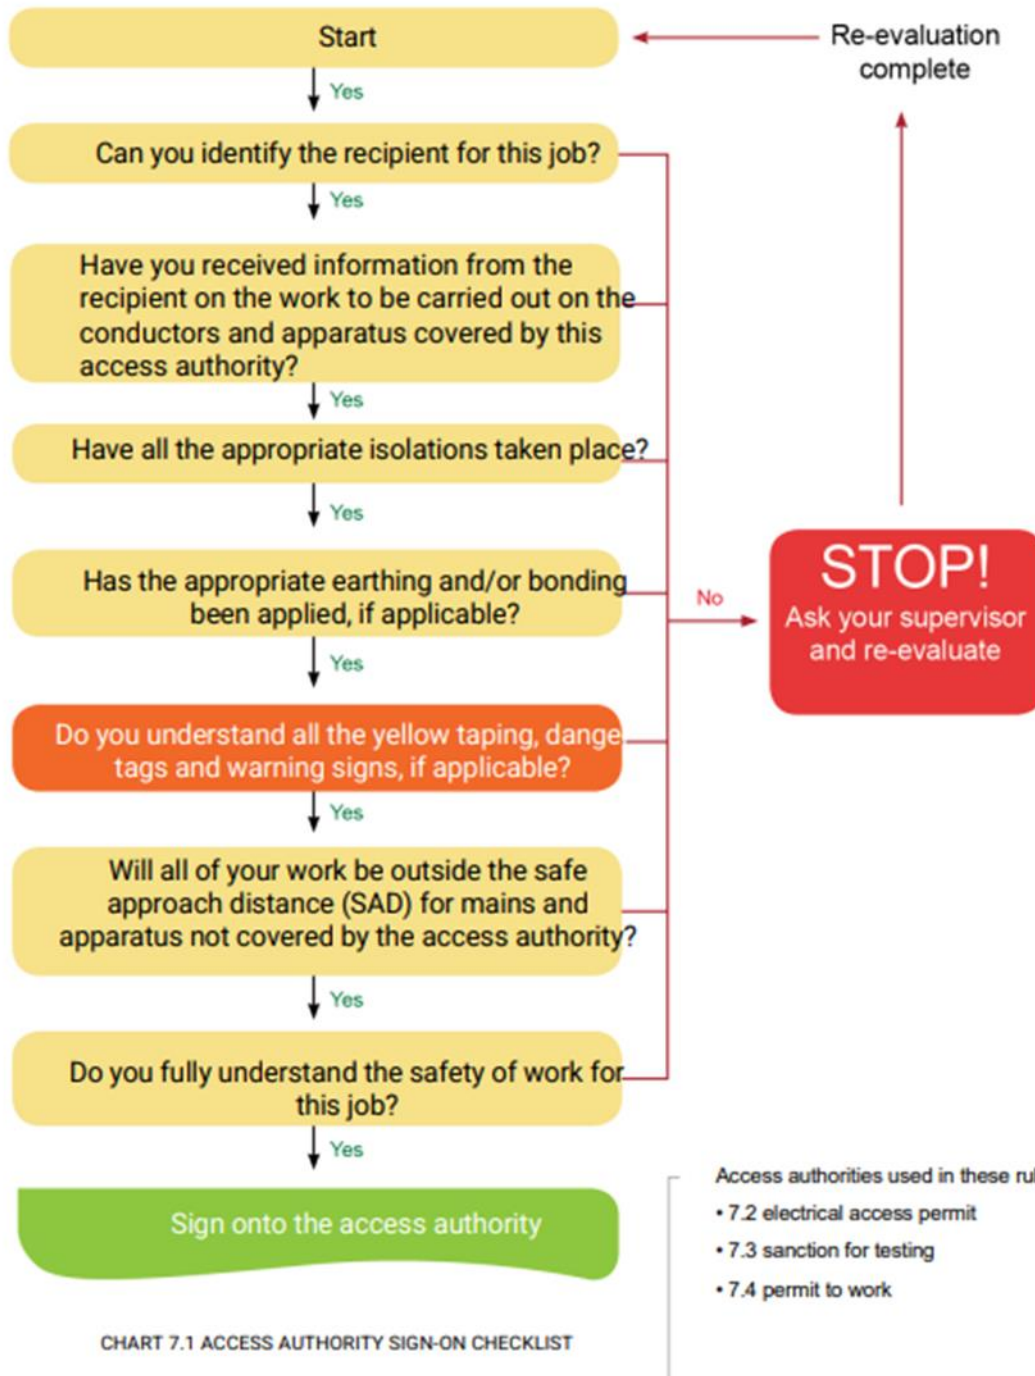 Start
Re-evaluation
complete
Yes
Can you identify the recipient for this job?
Yes
Have you received information from the
recipient on the work to be carried out on the
conductors and apparatus covered by this
access authority?
Yes
Have all the appropriate isolations taken place?
Yes
Has the appropriate earthing and/or bonding
been applied, if applicable?
No
STOP!
Ask your supervisor
and re-evaluate
Yes
Do you understand all the yellow taping, dange
tags and warning signs, if applicable?
Yes
Will all of your work be outside the safe
approach distance (SAD) for mains and
apparatus not covered by the access authority?
Yes
Do you fully understand the safety of work for
this job?
Yes
Sign onto the access authority
Access authorities used in these rul
• 7.2 electrical access permit
• 7.3 sanction for testing
• 7.4 permit to work
CHART 7.1 ACCESS AUTHORITY SIGN-ON CHECKLIST